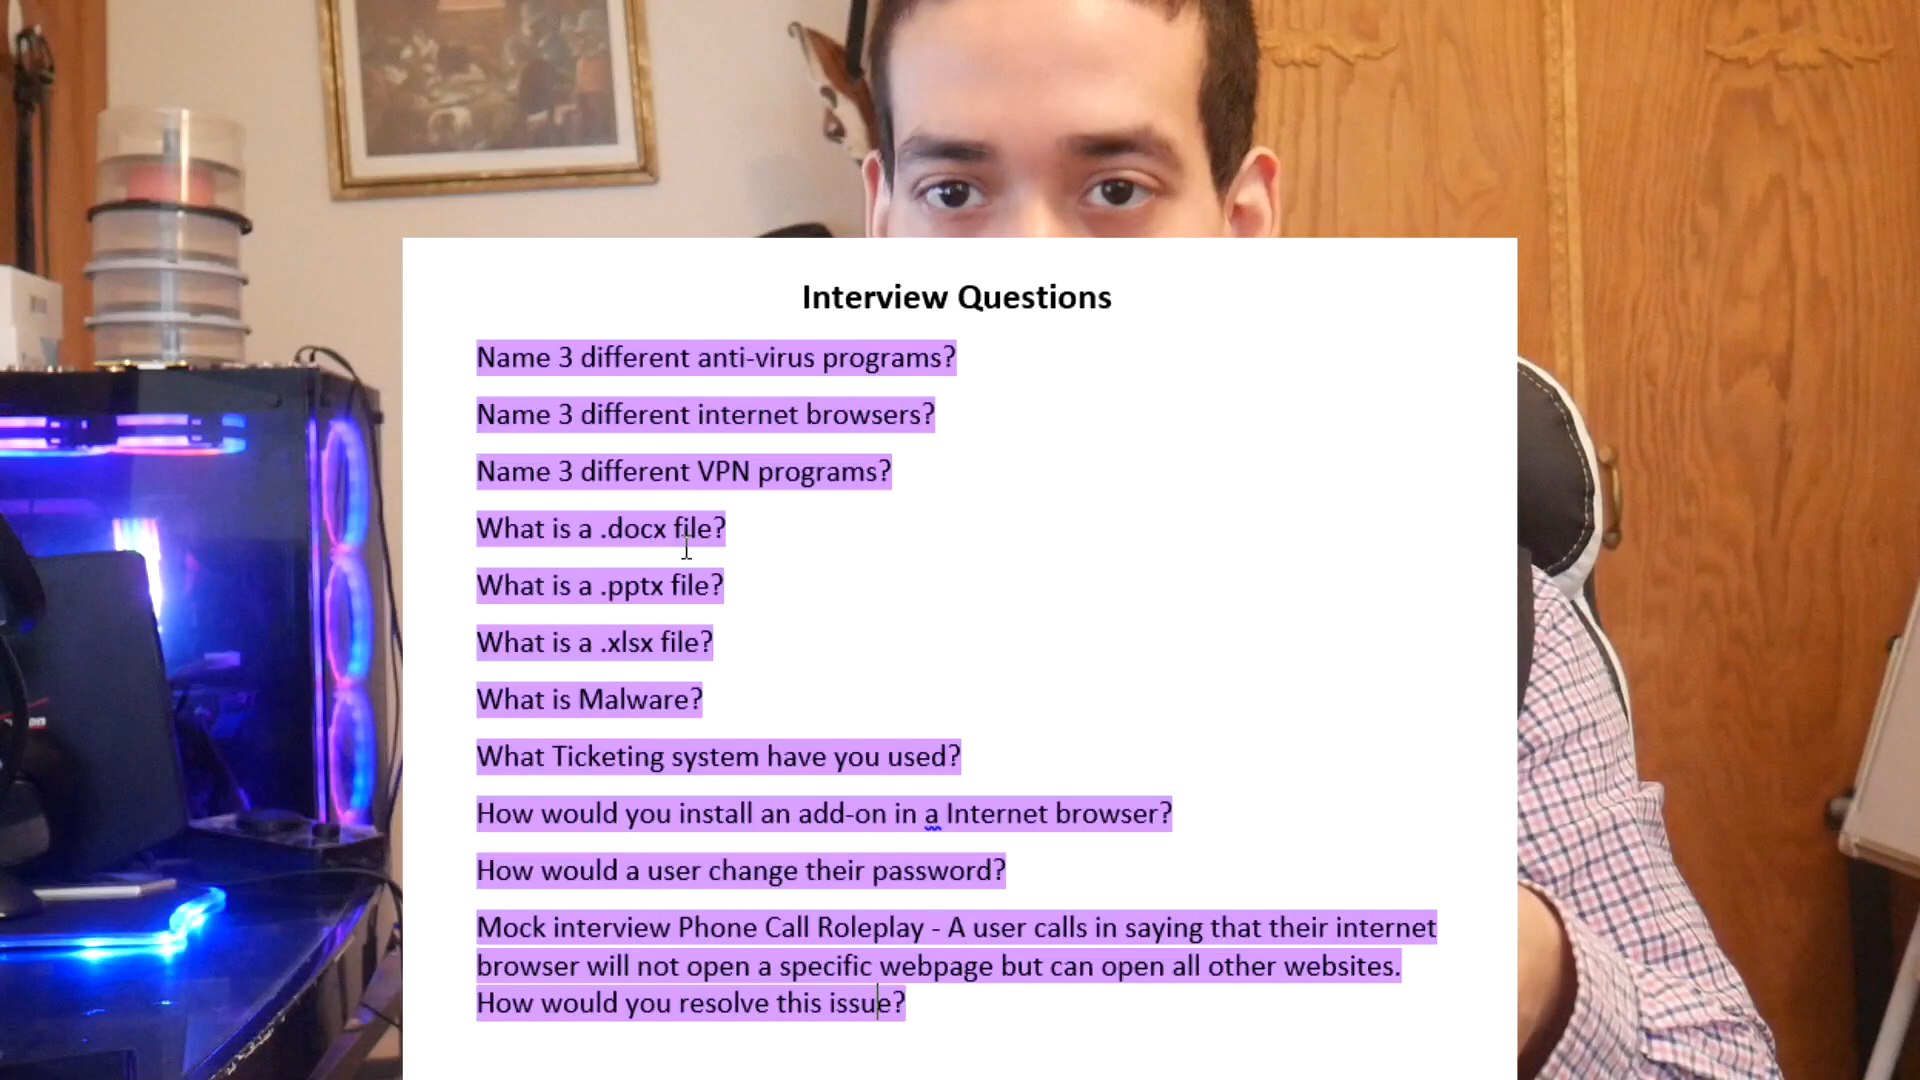 Interview Questions
Name 3 different anti-virus programs?
Name 3 different internet browsers?
Name 3 different VPN programs?
What is a .docx file?
What is a .pptx file?
What is a .xlsx file?
What is Malware?
What Ticketing system have you used?
How would you install an add-on in a Internet browser?
How would a user change their password?
Mock interview Phone Call Roleplay - A user calls in saying that their internet
browser will not open a specific webpage but can open all other websites.
How would you resolve this issue?